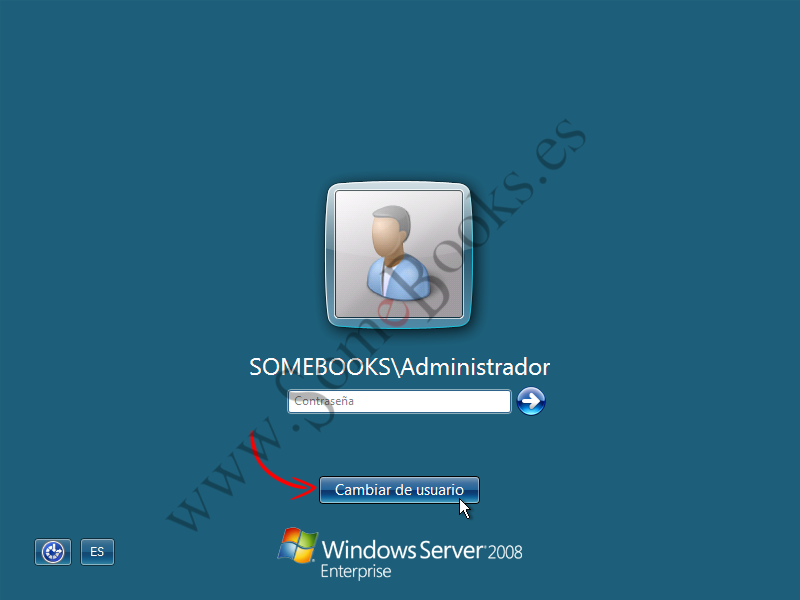 SOMEBOOKS\Administrador
Contraseña
Cambiar de usuario
ES
Windows Server 2008
Enterprise
www.SomeBooks.es